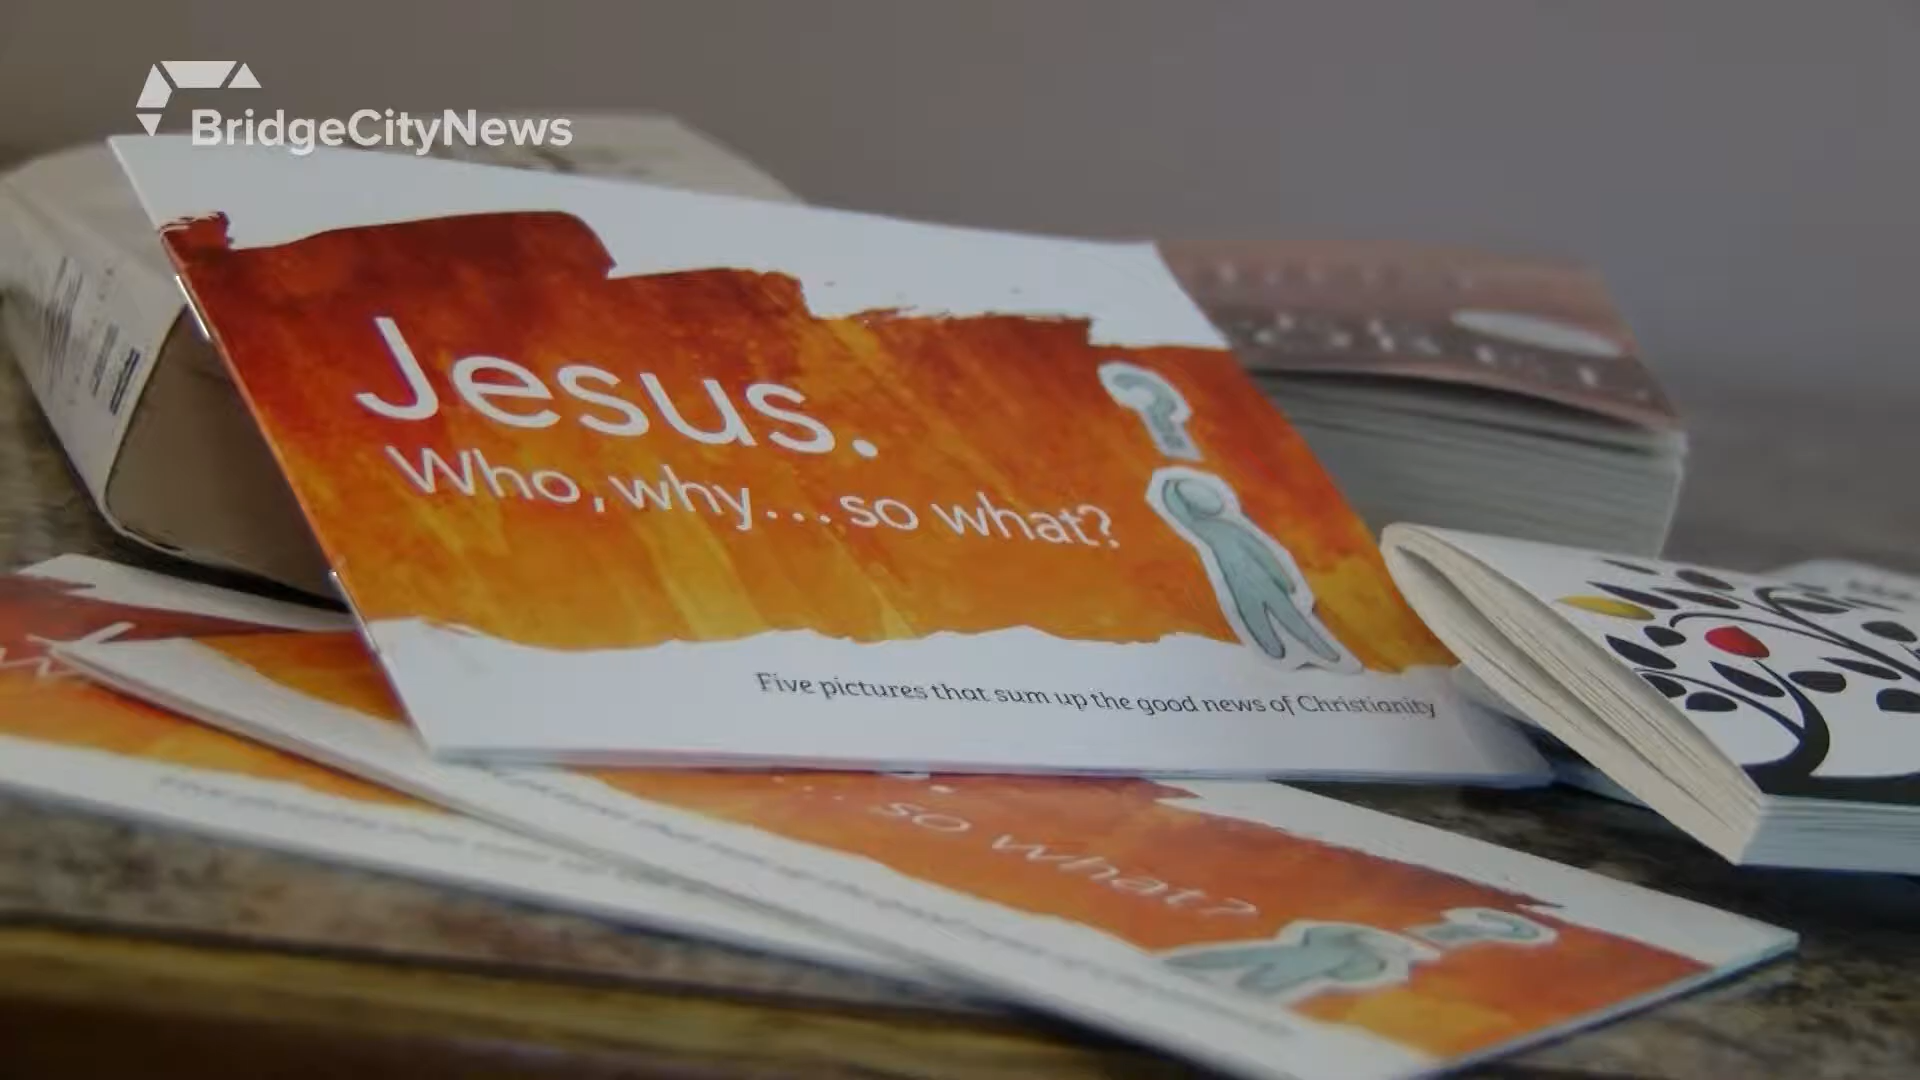 BridgeCityNews
Jesus.
Who, why...so what?
Five pictures that sum up the good news of Christianity
...so what?